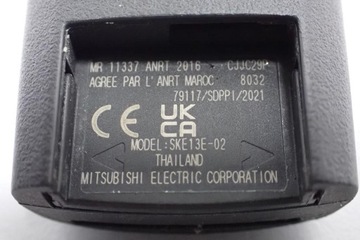 MR 11337 ANRT 2016 CJJC29P
AGREE PAR L'ANRT MAROC 8032
79117/SDPPI/2021
CE UK CA
MODEL:SKE13E-02
THAILAND
MITSUBISHI ELECTRIC CORPORATION